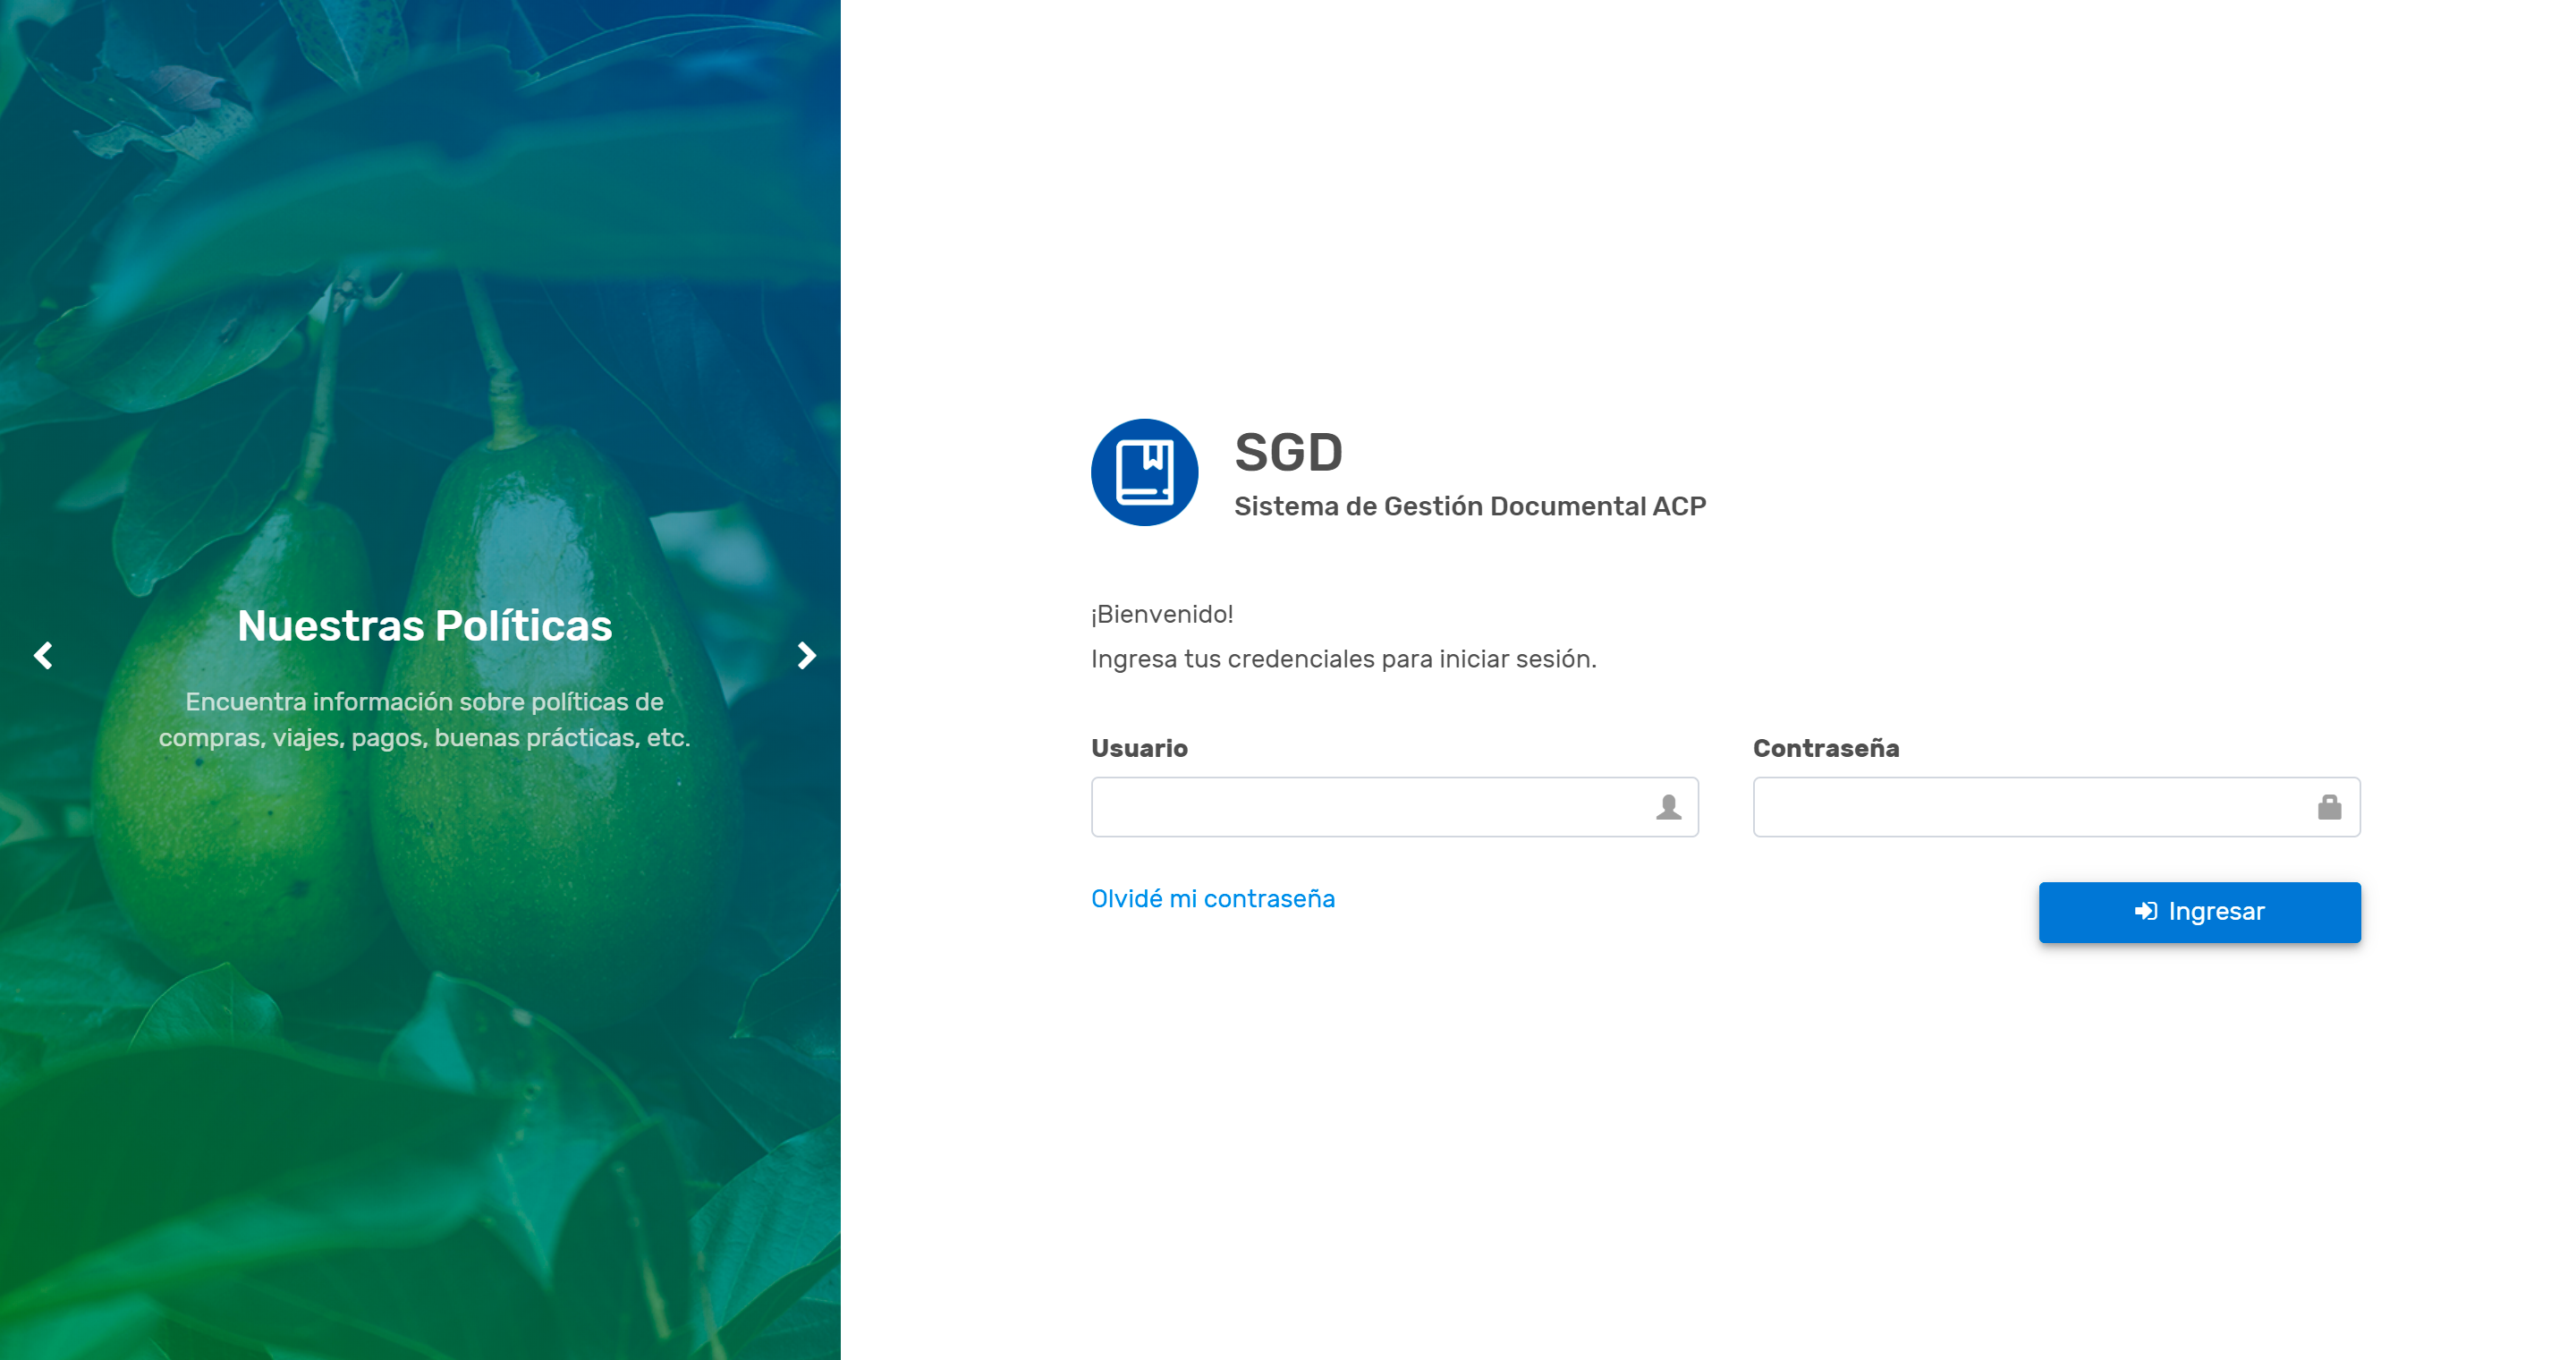 Nuestras Políticas
Encuentra información sobre políticas de
compras, viajes, pagos, buenas prácticas, etc.
SGD
Sistema de Gestión Documental ACP
¡Bienvenido!
Ingresa tus credenciales para iniciar sesión.
Usuario
Contraseña
Olvidé mi contraseña
Ingresar